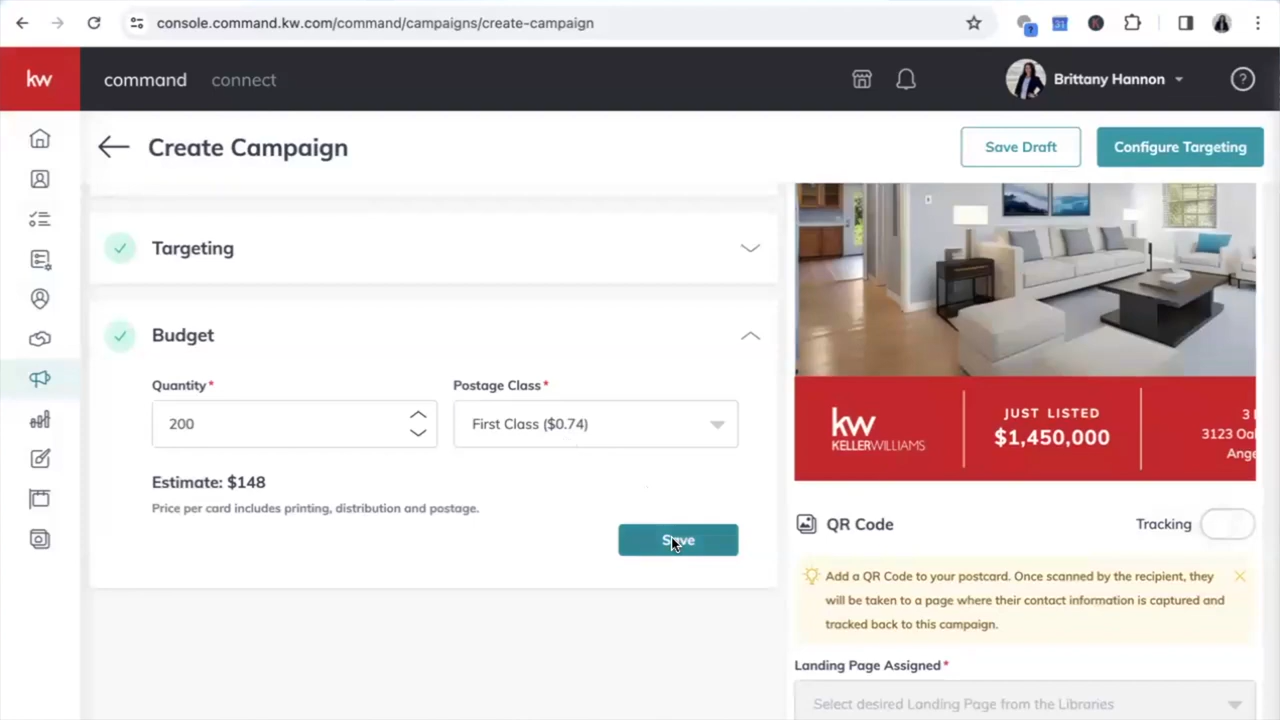 console.command.kw.com/command/campaigns/create-campaign
kw
command
connect
Brittany Hannon
Create Campaign
Save Draft
Configure Targeting
Targeting
Budget
Quantity*
Postage Class*
200
First Class ($0.74)
Estimate: $148
Price per card includes printing, distribution and postage.
Save
kw
KELLERWILLIAMS
JUST LISTED
$1,450,000
3
3123 Oa
Ange
QR Code
Tracking
Add a QR Code to your postcard. Once scanned by the recipient, they
will be taken to a page where their contact information is captured and
tracked back to this campaign.
Landing Page Assigned*
Select desired Landing Page from the Libraries